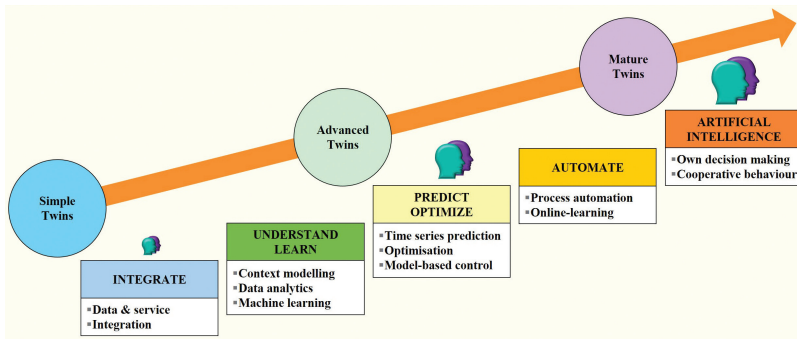 Simple
Twins
INTEGRATE
▪Data & service
▪Integration
UNDERSTAND
LEARN
▪Context modelling
▪Data analytics
▪Machine learning
Advanced
Twins
PREDICT
OPTIMIZE
▪Time series prediction
▪Optimisation
▪Model-based control
AUTOMATE
▪Process automation
▪Online-learning
Mature
Twins
ARTIFICIAL
INTELLIGENCE
▪Own decision making
▪Cooperative behaviour